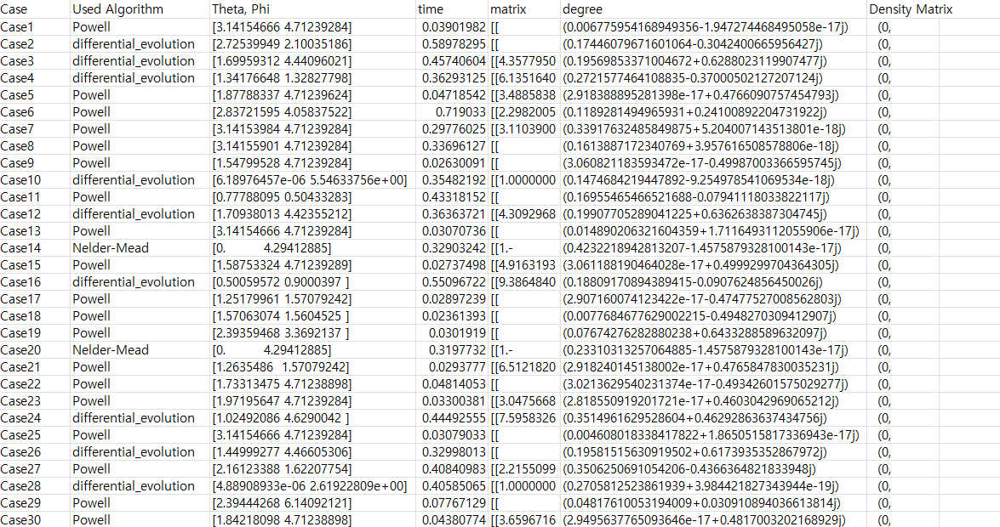 Case Used Algorithm Theta, Phi time matrix degree Density Matrix
Case1 Powell [3.14154666 4.71239284] 0.03901982 [[ (0.006775954168949356-1.947274468495058e-17j) (0,
Case2 differential_evolution [2.72539949 2.10035186] 0.58978295 [[ (0.17446079671601064-0.3042400665956427j) (0,
Case3 differential_evolution [1.69959312 4.44096021] 0.45740604 [[4.3577950 (0.19569853371004672+0.6288023119907477j) (0,
Case4 differential_evolution [1.34176648 1.32827798] 0.36293125 [[6.1351640 (0.2721577464108835-0.37000502127207124j) (0,
Case5 Powell [1.87788337 4.71239624] 0.04718542 [[3.4885838 (2.918388895281398e-17+0.4766090757454793j) (0,
Case6 Powell [2.83721595 4.05837522] 0.719033 [[2.2982005 (0.1189281494965931+0.24100892204731922j) (0,
Case7 Powell [3.14153984 4.71239284] 0.29776025 [[3.1103900 (0.33917632485849875+5.204007143513801e-18j) (0,
Case8 Powell [3.14155901 4.71239284] 0.33696127 [[ (0.1613887172340769+3.957616508578806e-18j) (0,
Case9 Powell [1.54799528 4.71239284] 0.02630091 [[ (3.060821183593472e-17-0.49987003366595745j) (0,
Case10 differential_evolution [6.18976457e-06 5.54633756e+00] 0.35482192 [[1.0000000 (0.1474684219447892-9.254978541069534e-18j) (0,
Case11 Powell [0.77788095 0.50433283] 0.43318152 [[ (0.16955465466521688-0.07941118033822117j) (0,
Case12 differential_evolution [1.70938013 4.42355212] 0.36363721 [[4.3092968 (0.19907705289041225+0.6362638387304745j) (0,
Case13 Powell [3.14154666 4.71239284] 0.03070736 [[ (0.014890206321604359+1.7116493112055906e-17j) (0,
Case14 Nelder-Mead [0. 4.29412885] 0.32903242 [[1.- (0.4232218942813207-1.4575879328100143e-17j) (0,
Case15 Powell [1.58753324 4.71239289] 0.02737498 [[4.9163193 (3.061188190464028e-17+0.4999299704364305j) (0,
Case16 differential_evolution [0.50059572 0.9000397 ] 0.55096722 [[9.3864840 (0.18809170894389415-0.0907624856450026j) (0,
Case17 Powell [1.25179961 1.57079242] 0.02897239 [[ (2.907160074123422e-17-0.47477527008562803j) (0,
Case18 Powell [1.57063074 1.5604525 ] 0.02361393 [[ (0.0077684677629002215-0.4948270309412907j) (0,
Case19 Powell [2.39359468 3.3692137 ] 0.0301919 [[ (0.07674276282880238+0.6433288589632097j) (0,
Case20 Nelder-Mead [0. 4.29412885] 0.3197732 [[1.- (0.23310313257064885-1.4575879328100143e-17j) (0,
Case21 Powell [1.2635486 1.57079242] 0.0293777 [[6.5121820 (2.918240145138002e-17+0.4765847830035231j) (0,
Case22 Powell [1.73313475 4.71238898] 0.04814053 [[ (3.0213629540231374e-17-0.49342601575029277j) (0,
Case23 Powell [1.97195647 4.71239284] 0.03300381 [[3.0475668 (2.818550919201721e-17+0.4603042969065212j) (0,
Case24 differential_evolution [1.02492086 4.6290042 ] 0.44492555 [[7.5958326 (0.3514961629528604+0.46292863637434756j) (0,
Case25 Powell [3.14154666 4.71239284] 0.03079033 [[ (0.004608018338417822+1.8650515817336943e-17j) (0,
Case26 differential_evolution [1.44999277 4.46605306] 0.32998013 [[ (0.19581515630919502+0.6173935352867972j) (0,
Case27 Powell [2.16123388 1.62207754] 0.40840983 [[2.2155099 (0.3506250691054206-0.4366364821833948j) (0,
Case28 differential_evolution [4.88908933e-06 2.61922809e+00] 0.40585065 [[1.0000000 (0.2705812523861939+3.984421827343944e-19j) (0,
Case29 Powell [2.39444268 6.14092121] 0.07767129 [[ (0.04817610053194009+0.030910894036613814j) (0,
Case30 Powell [1.84218098 4.71238898] 0.04380774 [[3.6596716 (2.9495637765093646e-17+0.4817003202168929j) (0,